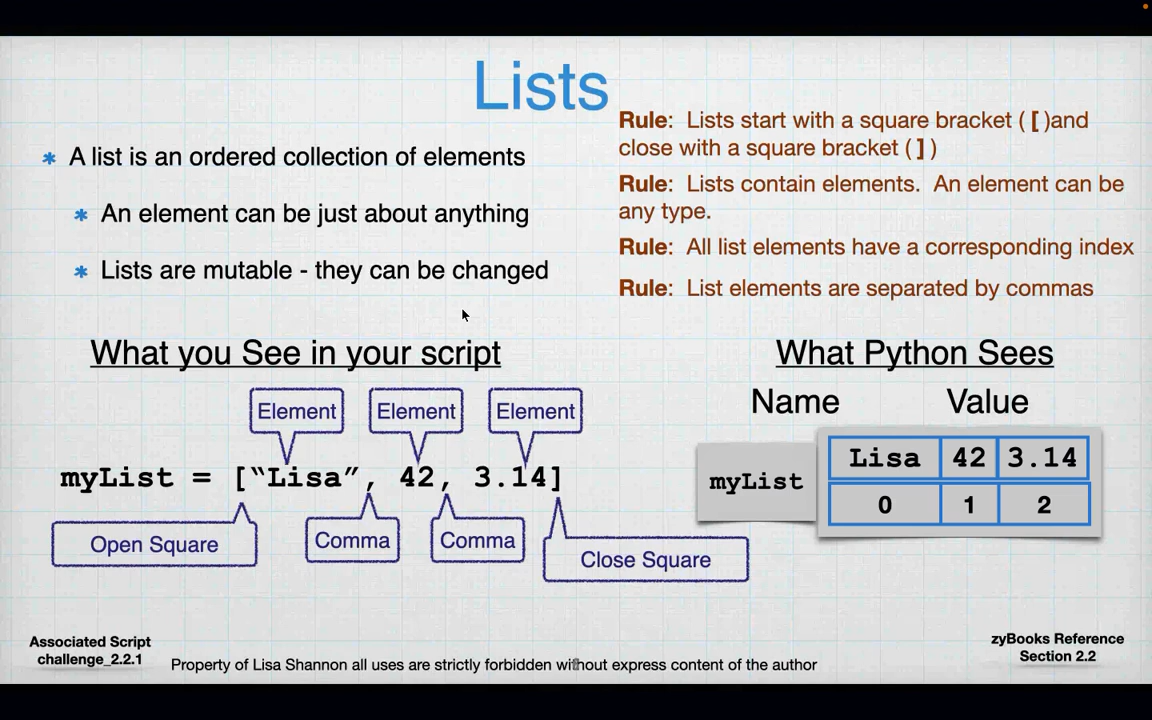 Lists
* A list is an ordered collection of elements
* An element can be just about anything
* Lists are mutable - they can be changed
Rule: Lists start with a square bracket ( [ )and
close with a square bracket ( ] )
Rule: Lists contain elements. An element can be
any type.
Rule: All list elements have a corresponding index
Rule: List elements are separated by commas
What you See in your script
Element Element Element
myList = [“Lisa”, 42, 3.14]
Open Square Comma Comma Close Square
What Python Sees
Name Value
myList
Lisa 42 3.14
0 1 2
Associated Script
challenge_2.2.1
Property of Lisa Shannon all uses are strictly forbidden without express content of the author
zyBooks Reference
Section 2.2